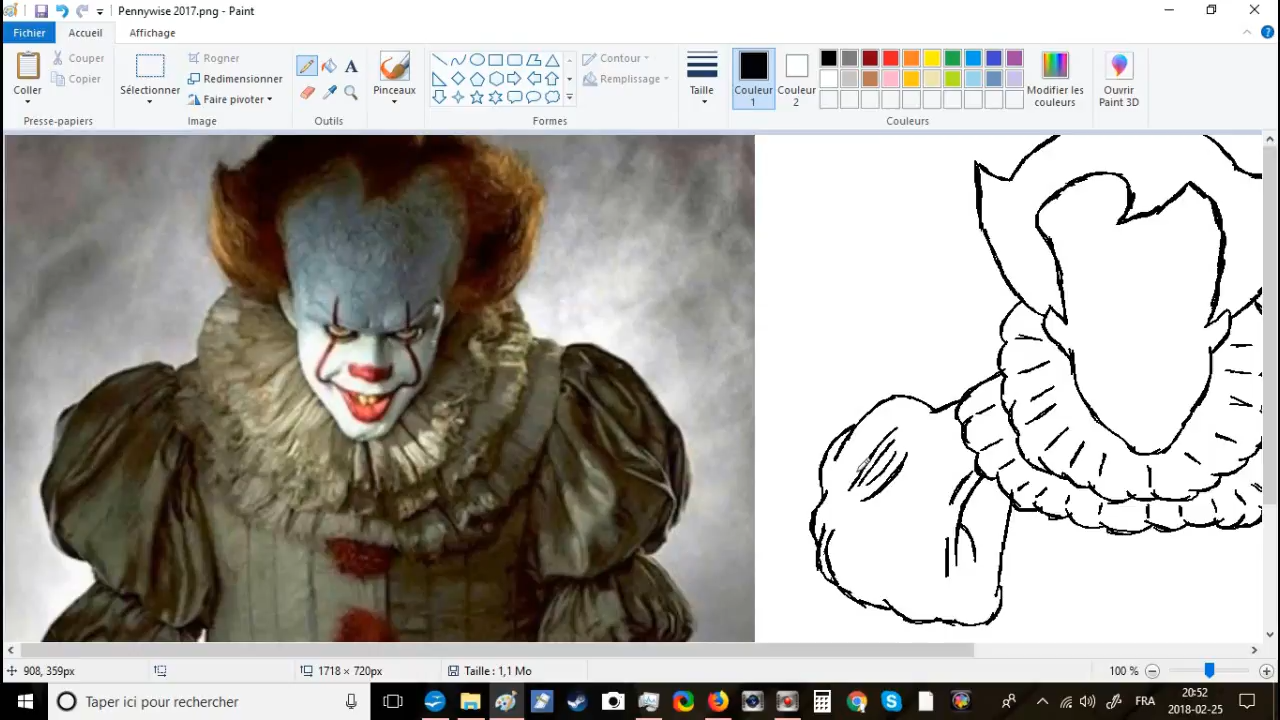 Pennywise 2017.png - Paint
Fichier
Accueil
Affichage
Coller
Couper
Copier
Presse-papiers
Sélectionner
Rogner
Redimensionner
Faire pivoter
Image
A
Outils
Pinceaux
Contour
Remplissage
Formes
Taille
Couleur 1
Couleur 2
Modifier les couleurs
Couleurs
Ouvrir Paint 3D
908, 359px
1718 × 720px
Taille : 1,1 Mo
100 %
Taper ici pour rechercher
FRA
20:52
2018-02-25